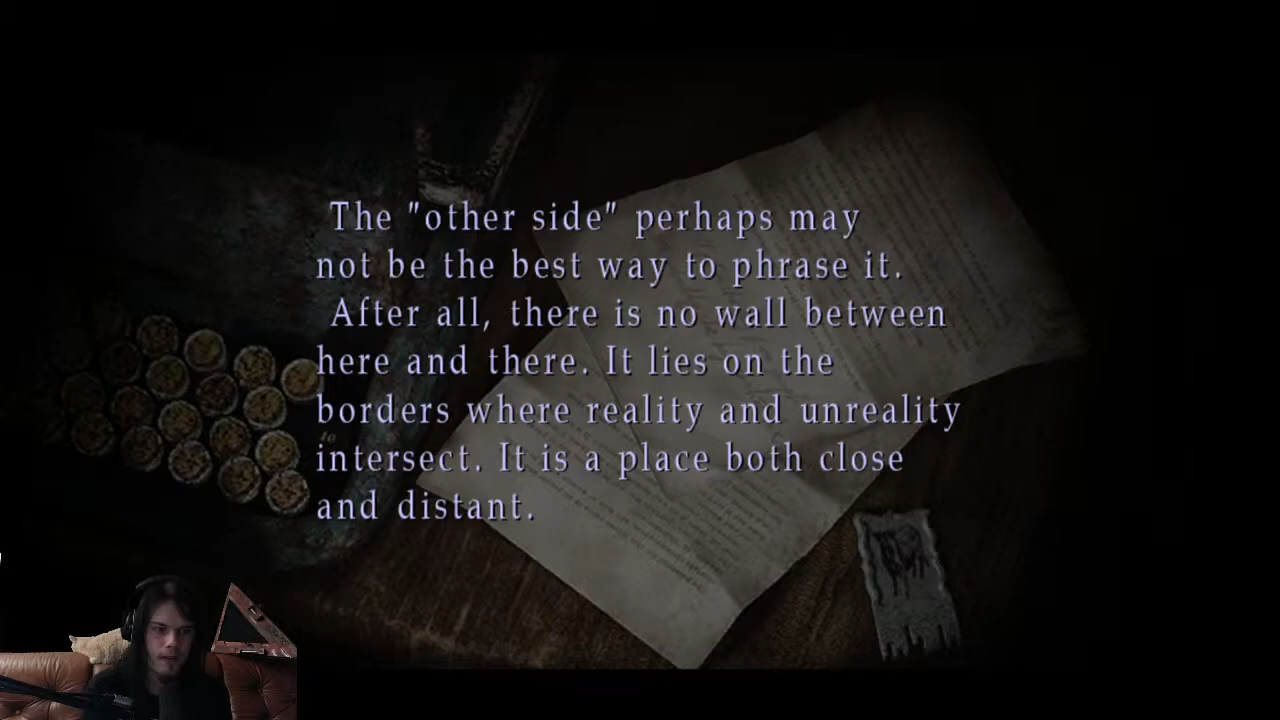 The "other side" perhaps may
not be the best way to phrase it.
After all, there is no wall between
here and there. It lies on the
borders where reality and unreality
intersect. It is a place both close
and distant.